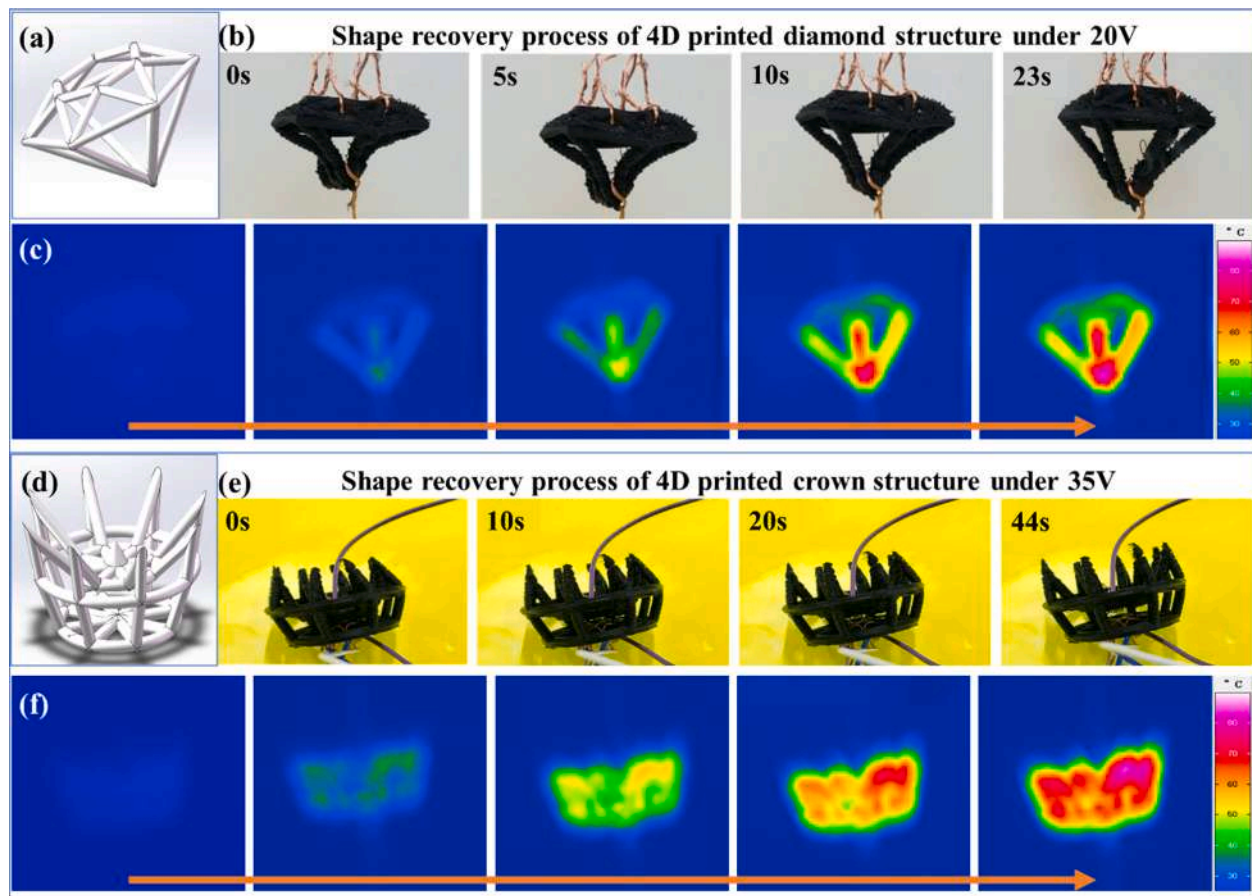 (a)
(b)
Shape recovery process of 4D printed diamond structure under 20V
0s
5s
10s
23s
(c)
° C
80
70
60
50
40
30
(d)
(e)
Shape recovery process of 4D printed crown structure under 35V
0s
10s
20s
44s
(f)
° C
80
70
60
50
40
30